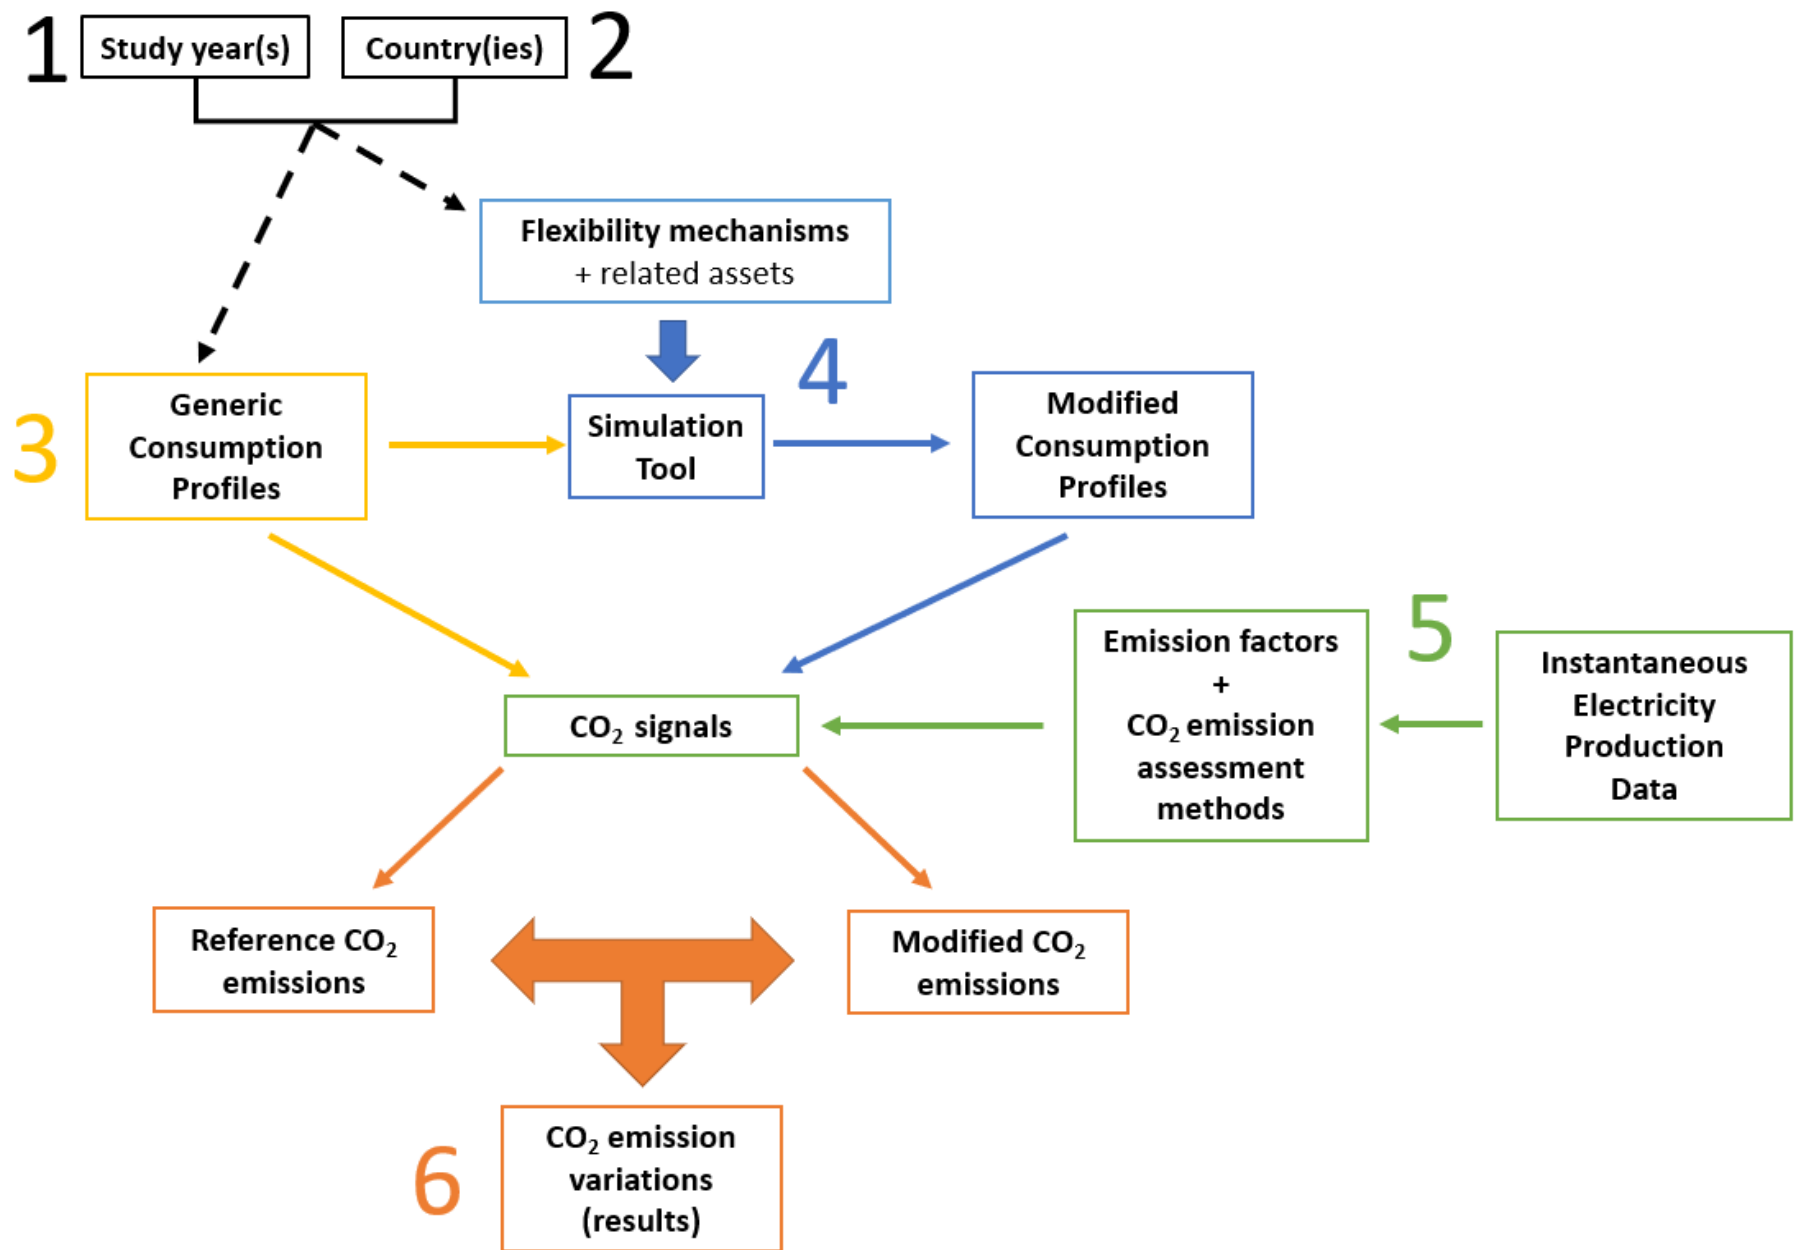 1
Study year(s)
Country(ies)
2
Flexibility mechanisms
+ related assets
3
Generic
Consumption
Profiles
Simulation
Tool
4
Modified
Consumption
Profiles
CO₂ signals
Emission factors
+
CO₂ emission
assessment
methods
5
Instantaneous
Electricity
Production
Data
Reference CO₂
emissions
Modified CO₂
emissions
6
CO₂ emission
variations
(results)